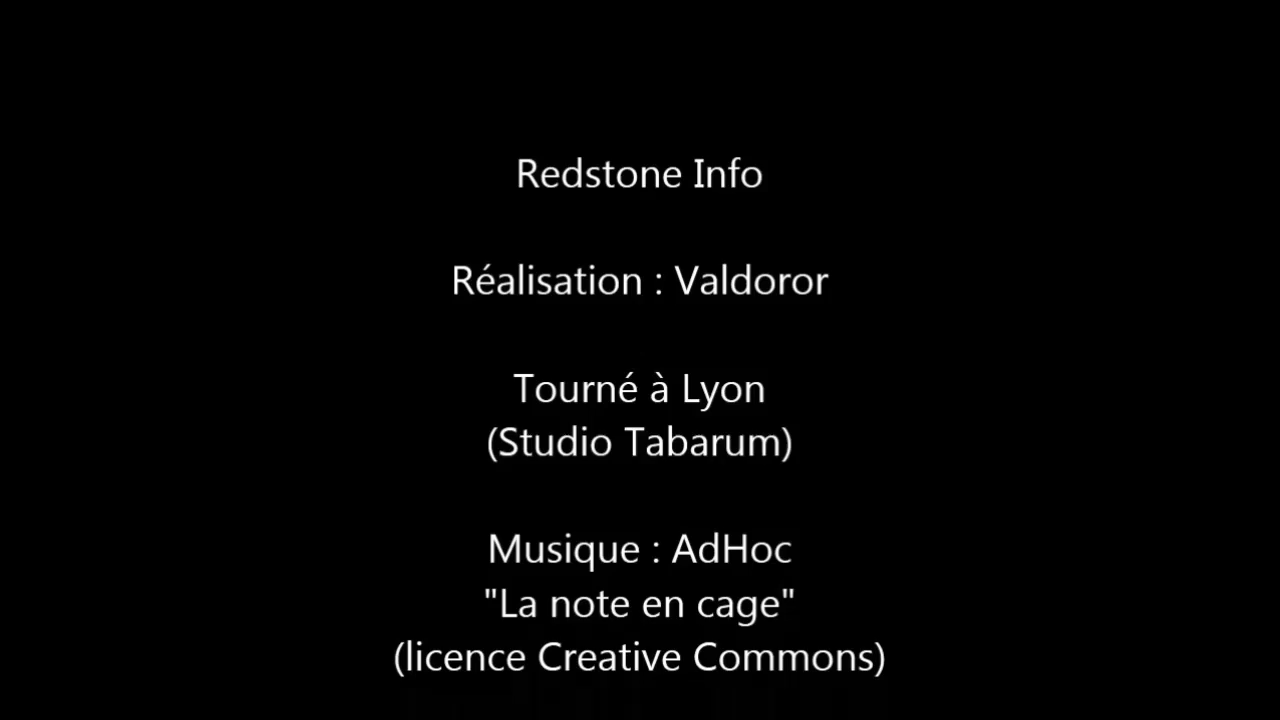 Redstone Info
Réalisation : Valdoror
Tourné à Lyon
(Studio Tabarum)
Musique : AdHoc
"La note en cage"
(licence Creative Commons)